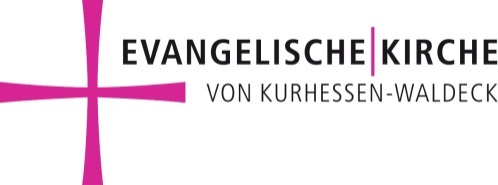 EVANGELISCHE|KIRCHE
VON KURHESSEN-WALDECK